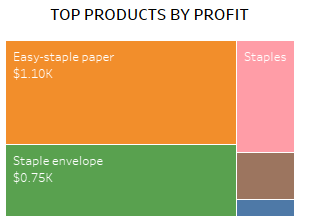 TOP PRODUCTS BY PROFIT
Easy-staple paper
$1.10K
Staples
Staple envelope
$0.75K